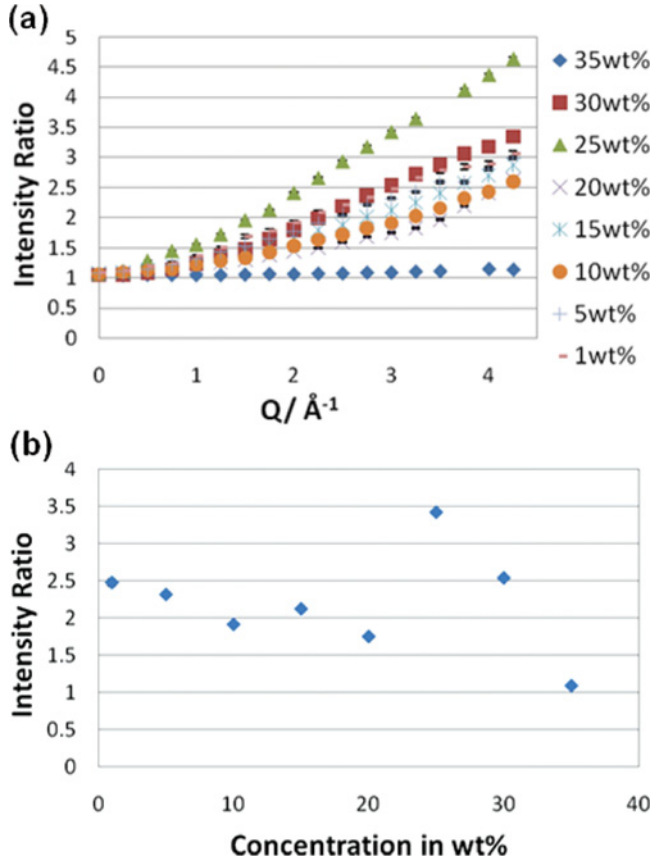 (a)
Intensity Ratio
5
4.5
4
3.5
3
2.5
2
1.5
1
0.5
0
0 1 2 3 4
Q/ Å-1
35wt%
30wt%
25wt%
20wt%
15wt%
10wt%
5wt%
1wt%
(b)
Intensity Ratio
4
3.5
3
2.5
2
1.5
1
0.5
0
0 10 20 30 40
Concentration in wt%